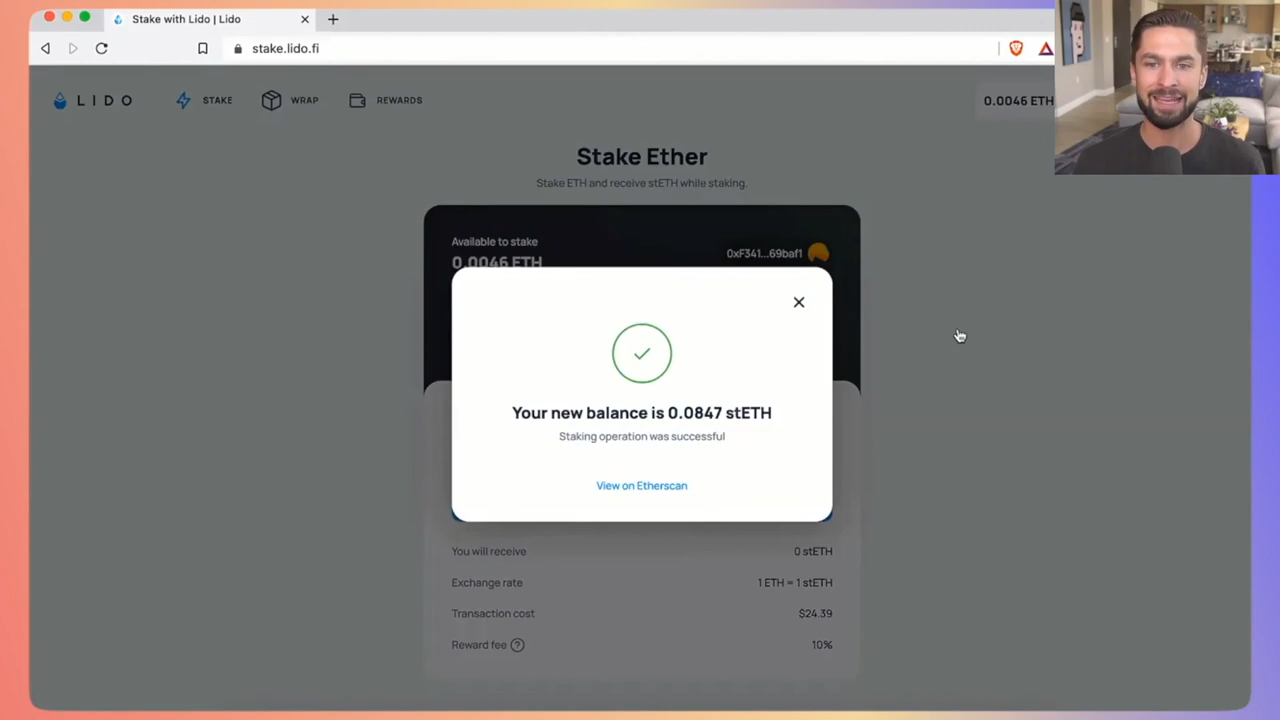 Stake with Lido | Lido
stake.lido.fi
LIDO
STAKE
WRAP
REWARDS
0.0046 ETH
Stake Ether
Stake ETH and receive stETH while staking.
Available to stake
0xF341...69baf1
0.0046 ETH
Your new balance is 0.0847 stETH
Staking operation was successful
View on Etherscan
You will receive 0 stETH
Exchange rate 1 ETH = 1 stETH
Transaction cost $24.39
Reward fee ? 10%